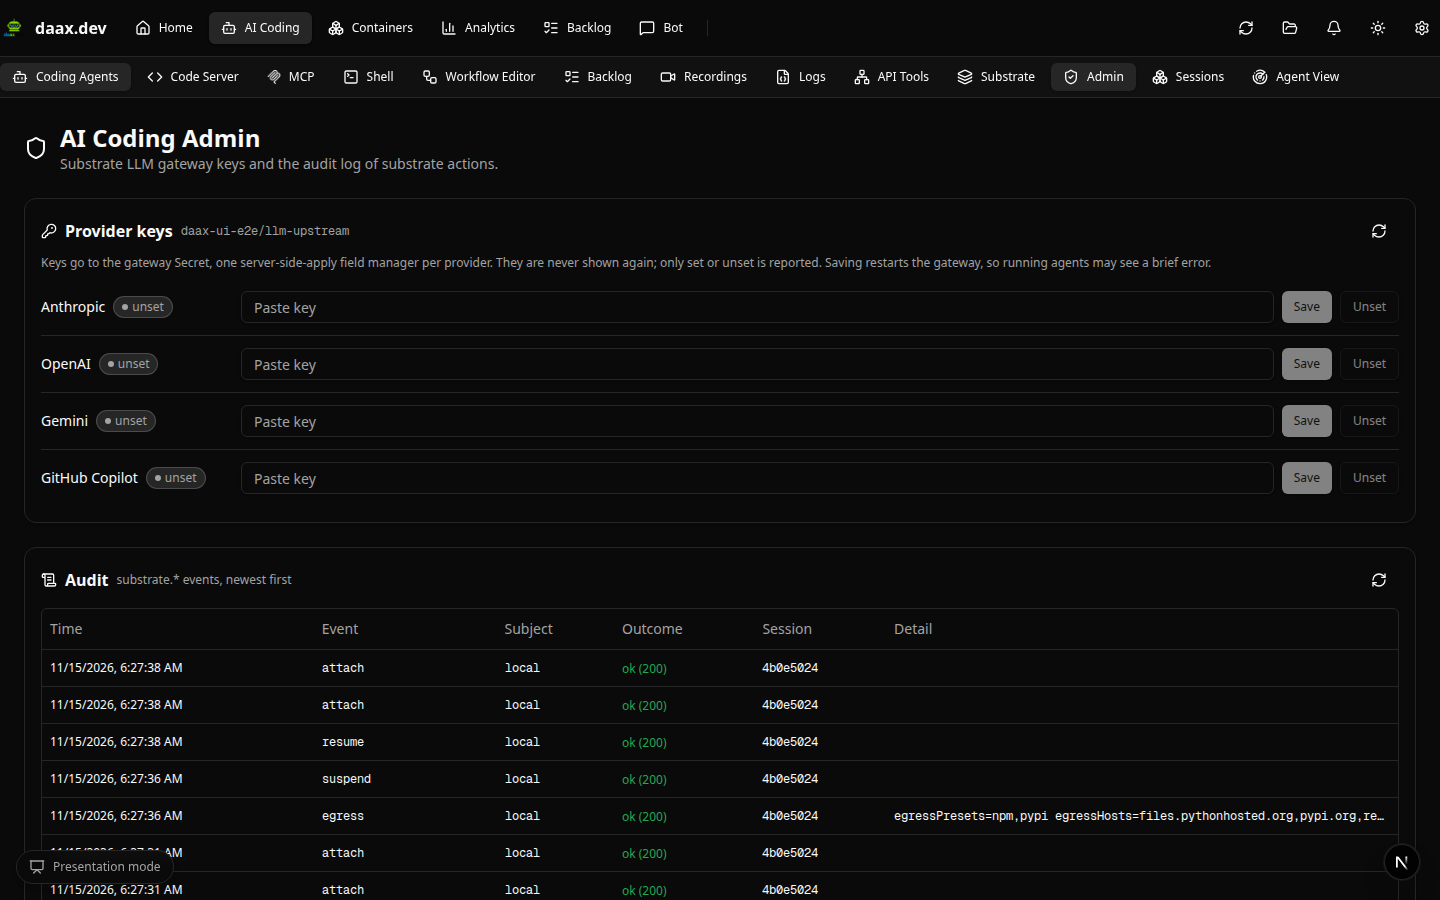 daax.dev Home AI Coding Containers Analytics Backlog Bot
Coding Agents Code Server MCP Shell Workflow Editor Backlog Recordings Logs API Tools Substrate Admin Sessions Agent View
AI Coding Admin
Substrate LLM gateway keys and the audit log of substrate actions.
Provider keys daax-ui-e2e/llm-upstream
Keys go to the gateway Secret, one server-side-apply field manager per provider. They are never shown again; only set or unset is reported. Saving restarts the gateway, so running agents may see a brief error.
Anthropic unset Paste key Save Unset
OpenAI unset Paste key Save Unset
Gemini unset Paste key Save Unset
GitHub Copilot unset Paste key Save Unset
Audit substrate.* events, newest first
Time Event Subject Outcome Session Detail
11/15/2026, 6:27:38 AM attach local ok (200) 4b0e5024
11/15/2026, 6:27:38 AM attach local ok (200) 4b0e5024
11/15/2026, 6:27:38 AM resume local ok (200) 4b0e5024
11/15/2026, 6:27:36 AM suspend local ok (200) 4b0e5024
11/15/2026, 6:27:36 AM egress local ok (200) 4b0e5024 egressPresets=npm,pypi egressHosts=files.pythonhosted.org,pypi.org,re…
AM attach local ok (200) 4b0e5024
Presentation mode
11/15/2026, 6:27:31 AM attach local ok (200) 4b0e5024